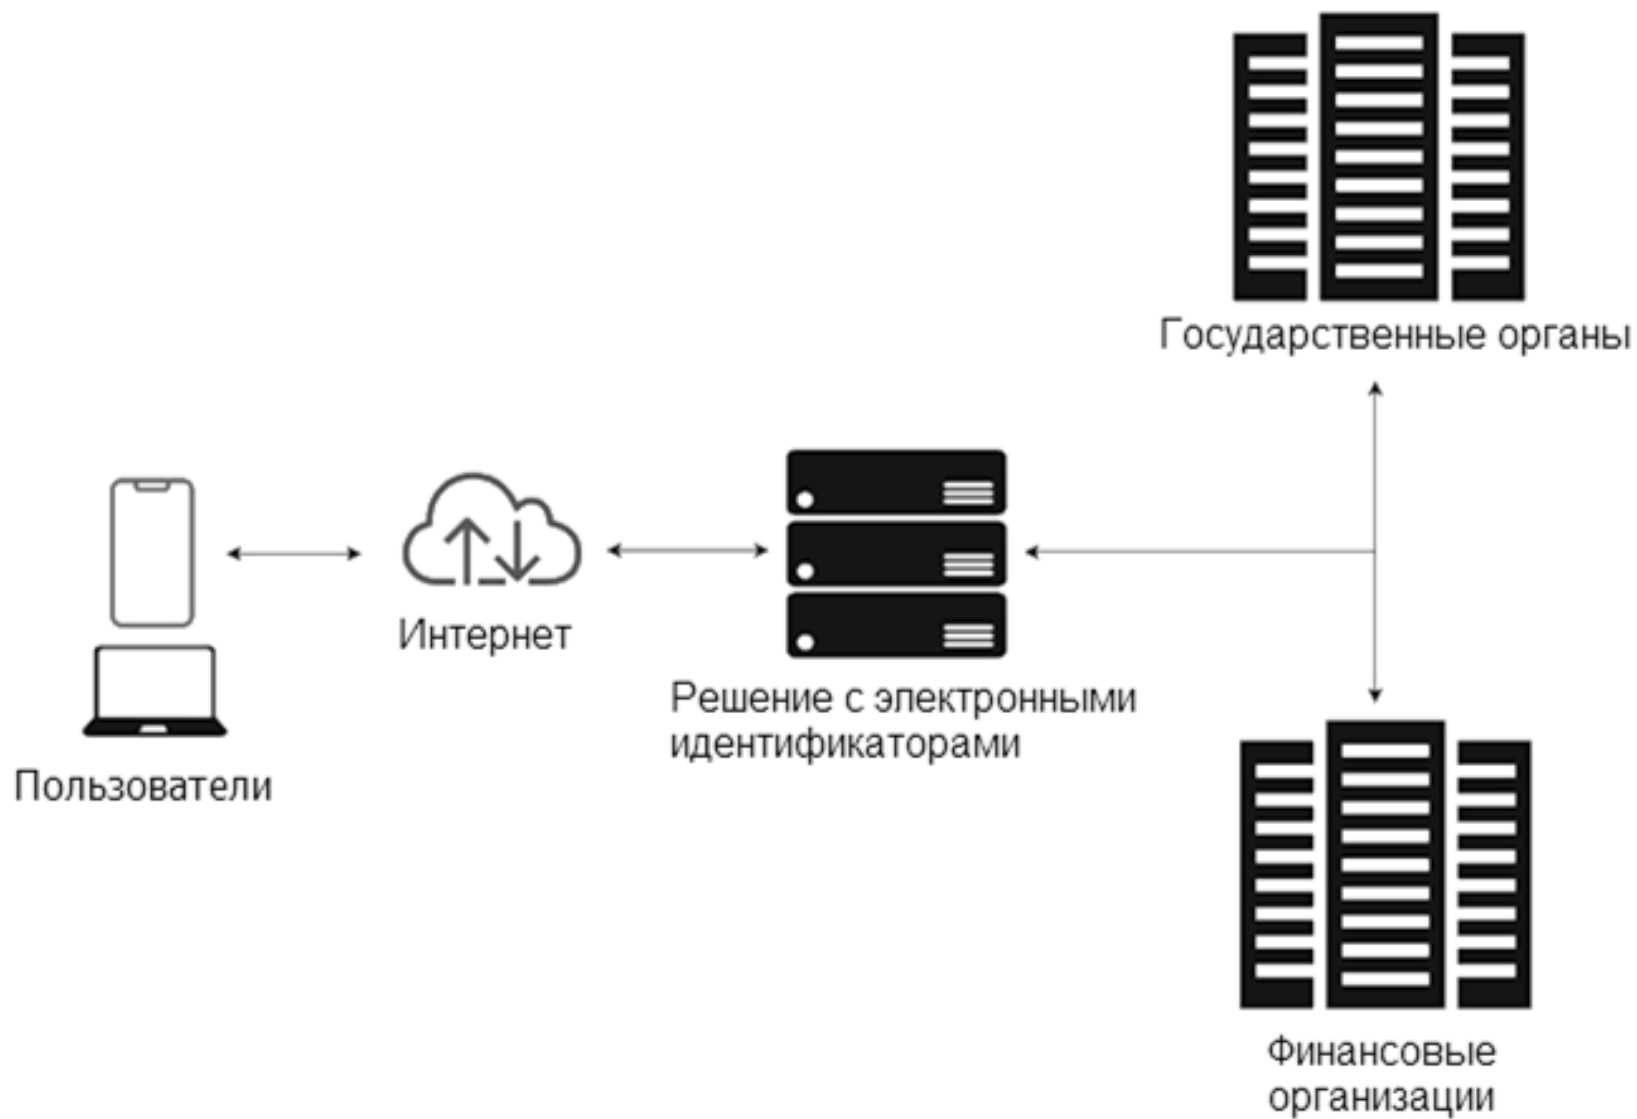 Государственные органы
Интернет
Решение с электронными
идентификаторами
Пользователи
Финансовые
организации